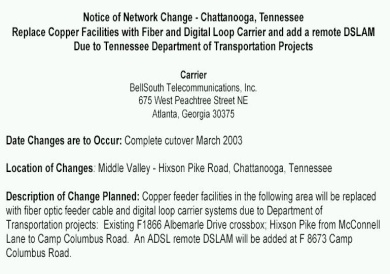 Notice of Network Change - Chattanooga, Tennessee
Replace Copper Facilities with Fiber and Digital Loop Carrier and add a remote DSLAM
Due to Tennessee Department of Transportation Projects
Carrier
BellSouth Telecommunications, Inc.
675 West Peachtree Street NE
Atlanta, Georgia 30375
Date Changes are to Occur: Complete cutover March 2003
Location of Changes: Middle Valley - Hixson Pike Road, Chattanooga, Tennessee
Description of Change Planned: Copper feeder facilities in the following area will be replaced
with fiber optic feeder cable and digital loop carrier systems due to Department of
Transportation projects: Existing F1866 Albemarle Drive crossbox; Hixson Pike from McConnell
Lane to Camp Columbus Road. An ADSL remote DSLAM will be added at F 8673 Camp
Columbus Road.